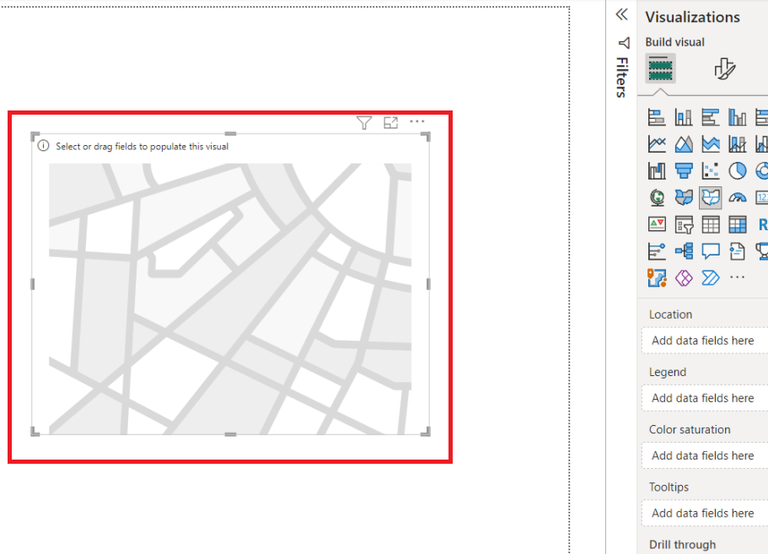 Visualizations
Build visual
Filters
Select or drag fields to populate this visual
Location
Add data fields here
Legend
Add data fields here
Color saturation
Add data fields here
Tooltips
Add data fields here
Drill through